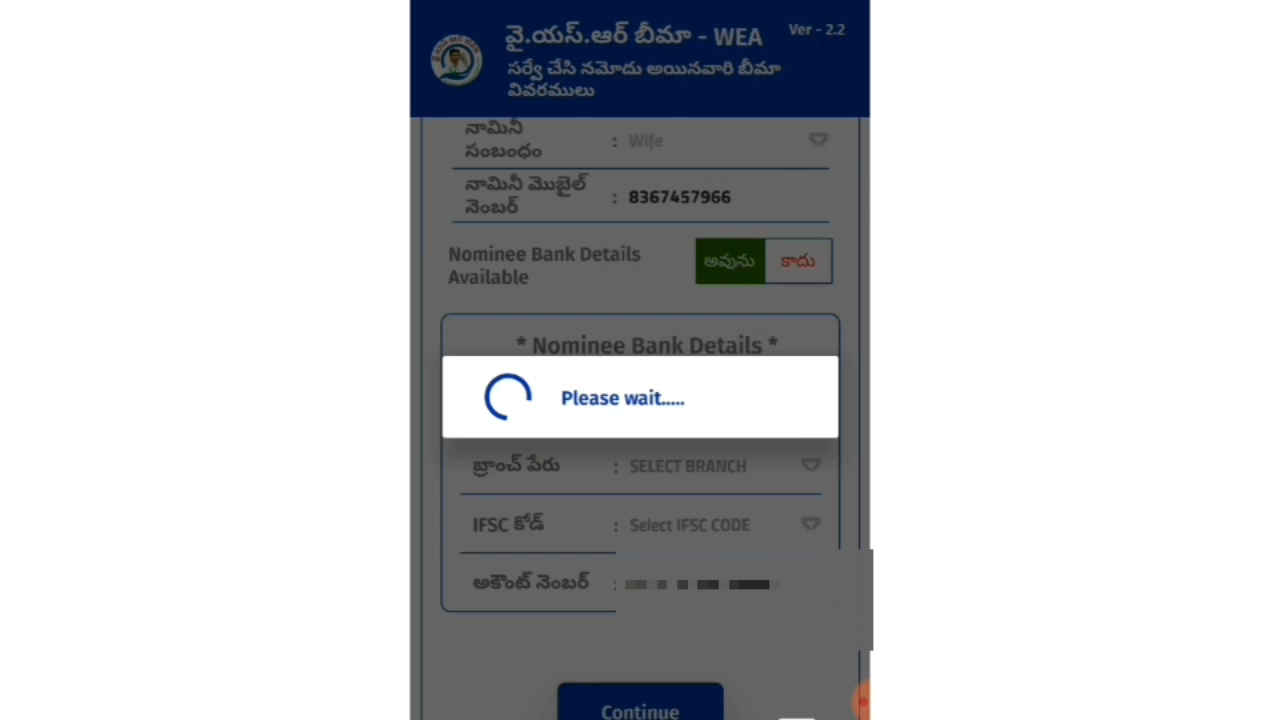 వై.యస్.ఆర్ బీమా - WEA
Ver - 2.2
సర్వే చేసి నమోదు అయినవారి బీమా
వివరములు
నామినీ
సంబంధం : Wife
నామినీ మొబైల్
నెంబర్ : 8367457966
Nominee Bank Details
Available
అవును కాదు
* Nominee Bank Details *
Please wait.....
బ్రాంచ్ పేరు : SELECT BRANCH
IFSC కోడ్ : Select IFSC CODE
అకౌంట్ నెంబర్ :
Continue